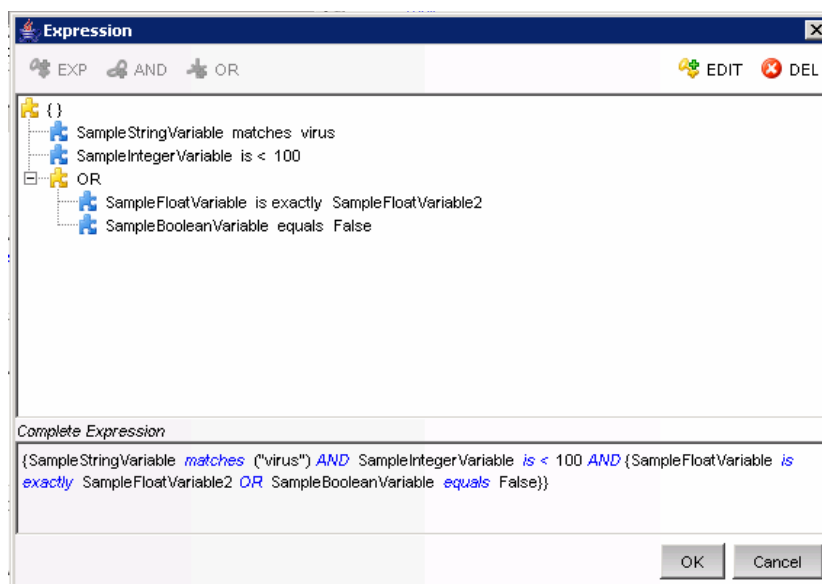 Expression
EXP AND OR EDIT DEL
{}
SampleStringVariable matches virus
SampleIntegerVariable is < 100
OR
SampleFloatVariable is exactly SampleFloatVariable2
SampleBooleanVariable equals False
Complete Expression
{SampleStringVariable matches ("virus") AND SampleIntegerVariable is < 100 AND {SampleFloatVariable is
exactly SampleFloatVariable2 OR SampleBooleanVariable equals False}}
OK Cancel